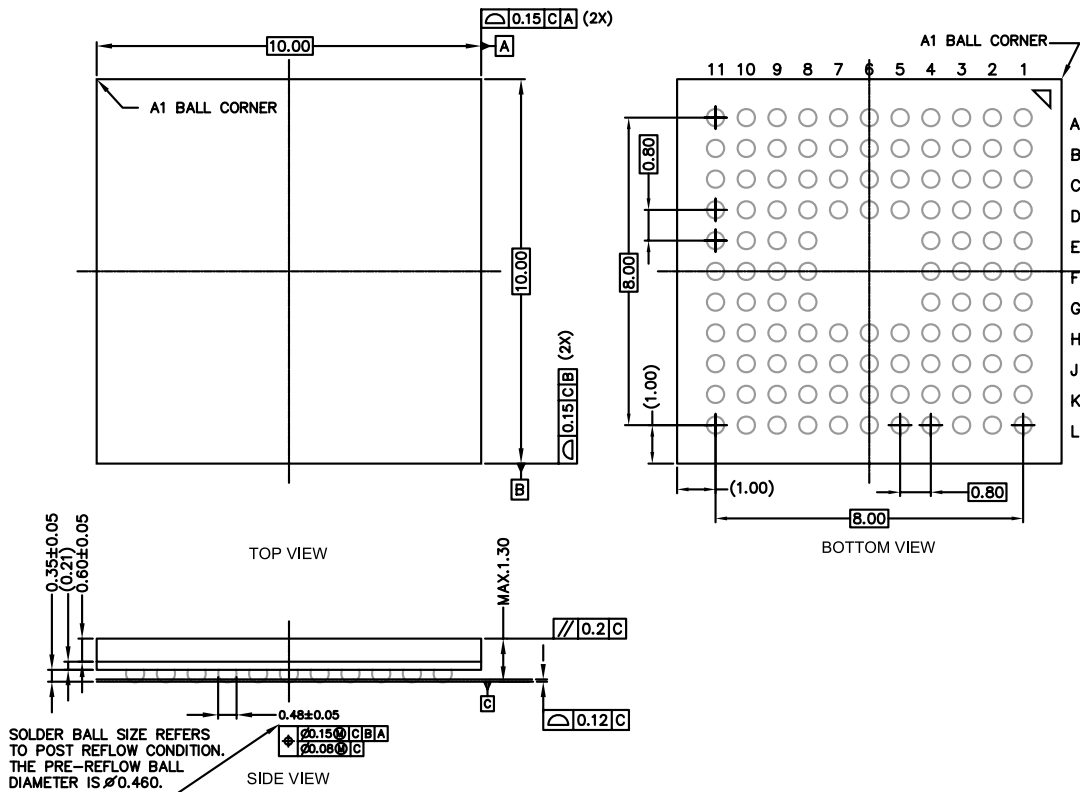 ⌓ 0.15 C A (2X)
10.00
A
A1 BALL CORNER
10.00
⌓ 0.15 C B (2X)
B
TOP VIEW
A1 BALL CORNER
11 10 9 8 7 6 5 4 3 2 1
A
B
C
D
E
F
G
H
J
K
L
0.80
8.00
(1.00)
(1.00)
0.80
8.00
BOTTOM VIEW
0.35±0.05
(0.21)
0.60±0.05
MAX.1.30
// 0.2 C
C
⌓ 0.12 C
0.48±0.05
⌖ Ø0.15Ⓜ C B A
Ø0.08Ⓜ C
SOLDER BALL SIZE REFERS
TO POST REFLOW CONDITION.
THE PRE-REFLOW BALL
DIAMETER IS Ø0.460.
SIDE VIEW